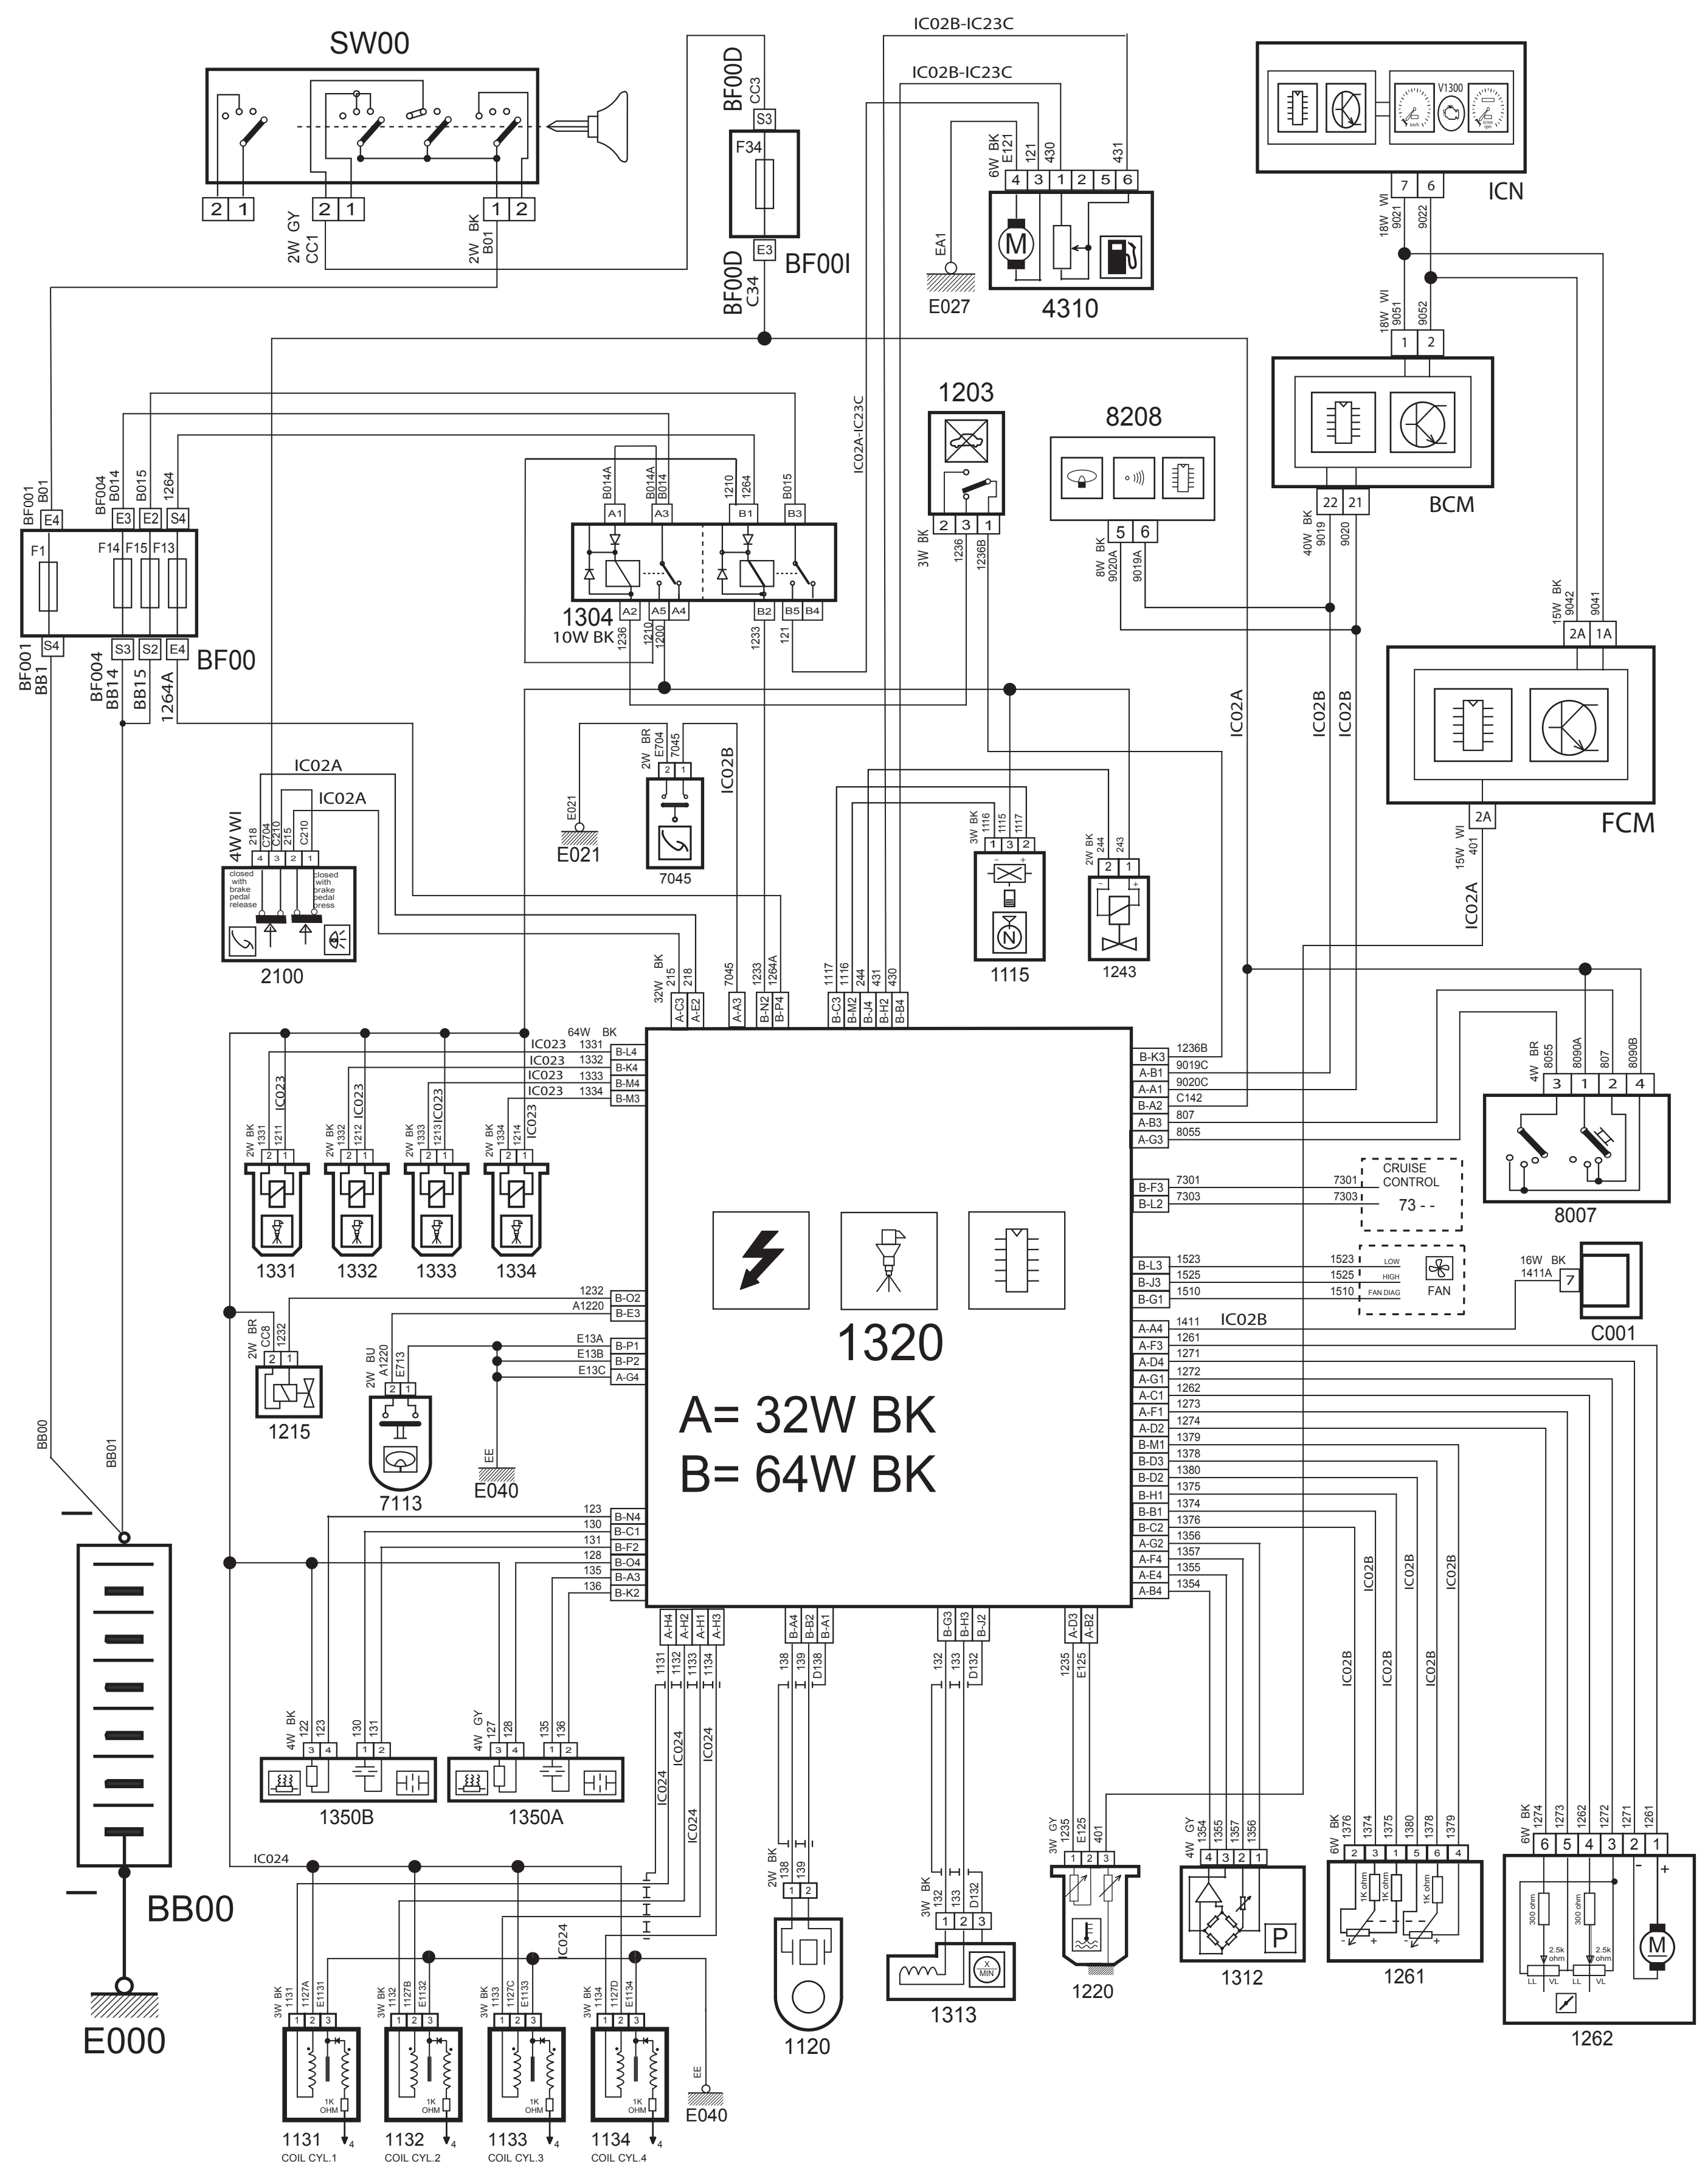 SW00
2 1
2 1
1 2
2W GY
CC1
2W BK
B01
BF00D
CC3
S3
F34
E3
BF00I
BF00D
C34
IC02B-IC23C
IC02B-IC23C
6W BK
E121
121
430
431
4 3 1 2 5 6
M
4310
EA1
E027
V1300
km/h
7 6
ICN
18W WI
9021
9022
18W WI
9051
9052
1 2
BCM
22 21
40W BK
9019
9020
15W BK
9042
9041
2A 1A
FCM
2A
15W WI
401
IC02A
BF001
B01
BF004
B014
B015
1264
E4 E3 E2 S4
F1 F14 F15 F13
S4 S3 S2 E4
BF00
BF001
BB1
BF004
BB14
BB15
1264A
B014A
B014A
B014
1210
1264
B015
A1 A3 B1 B3
1304
10W BK
A2 A5 A4 B2 B5 B4
1236
1210
1200
1233
121
IC02A-IC23C
1203
2 3 1
3W BK
1236
1236B
8208
5 6
8W BK
9020A
9019A
IC02A
IC02B
IC02B
IC02A
IC02A
4W WI
218
C704
C210
215
C210
4 3 2 1
closed
with
brake
pedal
release
closed
with
brake
pedal
press
2100
E021
E021
2W BR
E704
7045
2 1
7045
IC02B
3W BK
1116
1115
1117
1 3 2
- +
N
1115
2W BK
244
243
2 1
- +
1243
32W BK
215
218
7045
1233
1264A
1117
1116
244
431
430
A-C3
A-E2
A-A3
B-N2
B-P4
B-C3
B-M2
B-J4
B-H2
B-B4
64W BK
IC023 1331 B-L4
IC023 1332 B-K4
IC023 1333 B-M4
IC023 1334 B-M3
IC023
IC023
IC023
IC023
2W BK
1331
1211
2W BK
1332
1212
2W BK
1333
1213
2W BK
1334
1214
2 1
2 1
2 1
2 1
1331
1332
1333
1334
B-K3 1236B
A-B1 9019C
A-A1 9020C
B-A2 C142
A-B3 807
A-G3 8055
B-F3 7301 7301
B-L2 7303 7303
CRUISE
CONTROL
73 - -
4W BR
8055
8090A
807
8090B
3 1 2 4
8007
B-L3 1523 1523 LOW
B-J3 1525 1525 HIGH
B-G1 1510 1510 FAN DIAG
FAN
16W BK
1411A
7
C001
1320
A= 32W BK
B= 64W BK
1232 B-O2
A1220 B-E3
E13A B-P1
E13B B-P2
E13C A-G4
2W BR
CC8
1232
2 1
1215
2W BU
A1220
E713
2 1
7113
EE
E040
A-A4 1411 IC02B
A-F3 1261
A-D4 1271
A-G1 1272
A-C1 1262
A-F1 1273
A-D2 1274
B-M1 1379
B-D3 1378
B-D2 1380
B-H1 1375
B-B1 1374
B-C2 1376
A-G2 1356
A-F4 1357
A-E4 1355
A-B4 1354
123 B-N4
130 B-C1
131 B-F2
128 B-O4
135 B-A3
136 B-K2
BB00
BB01
BB00
E000
A-H4
A-H2
A-H1
A-H3
1131
1132
1133
1134
B-A4
B-B2
B-A1
138
139
D138
B-G3
B-H3
B-J2
132
133
D132
A-D3
A-B2
1235
E125
IC02B
IC02B
IC02B
IC02B
IC02B
IC02B
IC024
IC024
IC024
IC024
4W BK
122
123
130
131
3 4 1 2
1350B
4W GY
127
128
135
136
3 4 1 2
1350A
IC024
IC024
3W BK
1131
1127A
E1131
3W BK
1132
1127B
E1132
3W BK
1133
1127C
E1133
3W BK
1134
1127D
E1134
1 2 3
1 2 3
1 2 3
1 2 3
1K
OHM
1K
OHM
1K
OHM
1K
OHM
4
4
4
4
1131
COIL CYL.1
1132
COIL CYL.2
1133
COIL CYL.3
1134
COIL CYL.4
EE
E040
2W BK
138
139
1 2
1120
3W BK
132
133
D132
1 2 3
X
MIN
1313
3W GY
1235
E125
401
1 2 3
1220
4W GY
1354
1355
1357
1356
4 3 2 1
P
1312
6W BK
1376
1374
1375
1380
1378
1379
2 3 1 5 6 4
1K ohm
1K ohm
1K ohm
- +
- +
1261
6W BK
1274
1273
1262
1272
1271
1261
6 5 4 3 2 1
- +
300 ohm
300 ohm
2.5k
ohm
2.5k
ohm
LL VL LL VL
M
1262